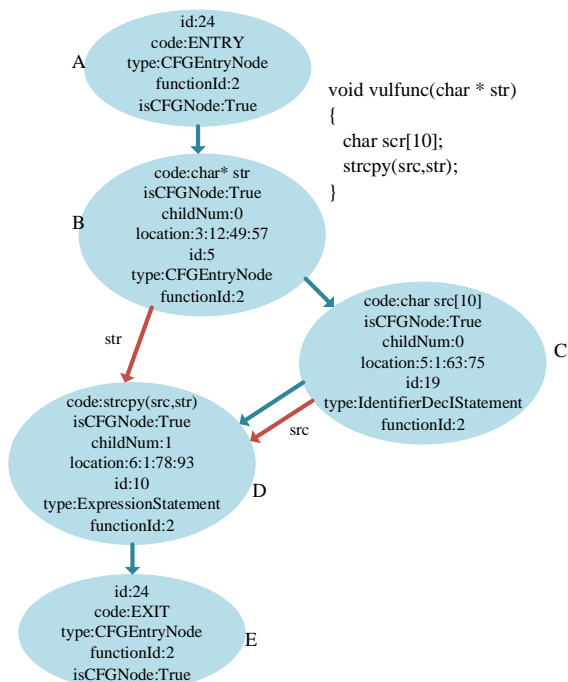 id:24
code:ENTRY
type:CFGEntryNode
functionId:2
isCFGNode:True
A
void vulfunc(char * str)
{
char scr[10];
strcpy(src,str);
}
code:char* str
isCFGNode:True
childNum:0
location:3:12:49:57
id:5
type:CFGEntryNode
functionId:2
B
str
code:char src[10]
isCFGNode:True
childNum:0
location:5:1:63:75
id:19
type:IdentifierDecIStatement
functionId:2
C
src
code:strcpy(src,str)
isCFGNode:True
childNum:1
location:6:1:78:93
id:10
type:ExpressionStatement
functionId:2
D
id:24
code:EXIT
type:CFGEntryNode
functionId:2
isCFGNode:True
E